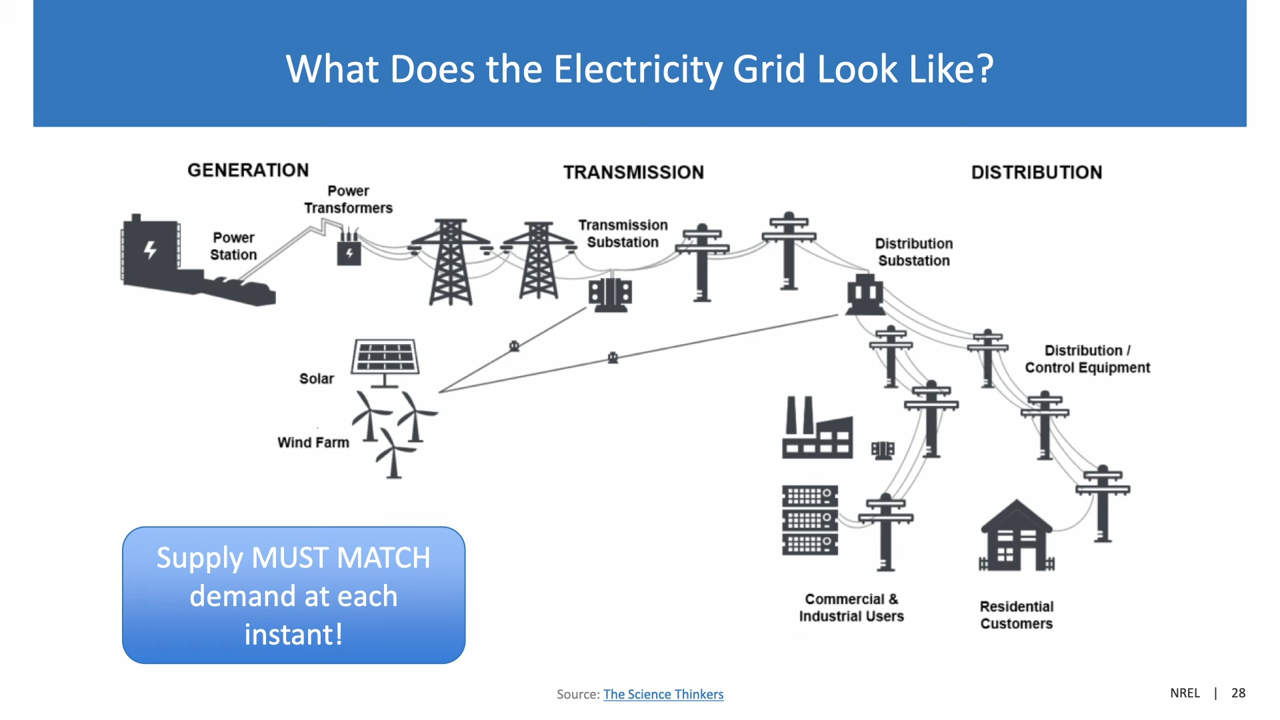 What Does the Electricity Grid Look Like?
GENERATION
TRANSMISSION
DISTRIBUTION
Power
Transformers
Power
Station
Transmission
Substation
Distribution
Substation
Distribution /
Control Equipment
Solar
Wind Farm
Supply MUST MATCH
demand at each
instant!
Commercial &
Industrial Users
Residential
Customers
Source: The Science Thinkers
NREL | 28